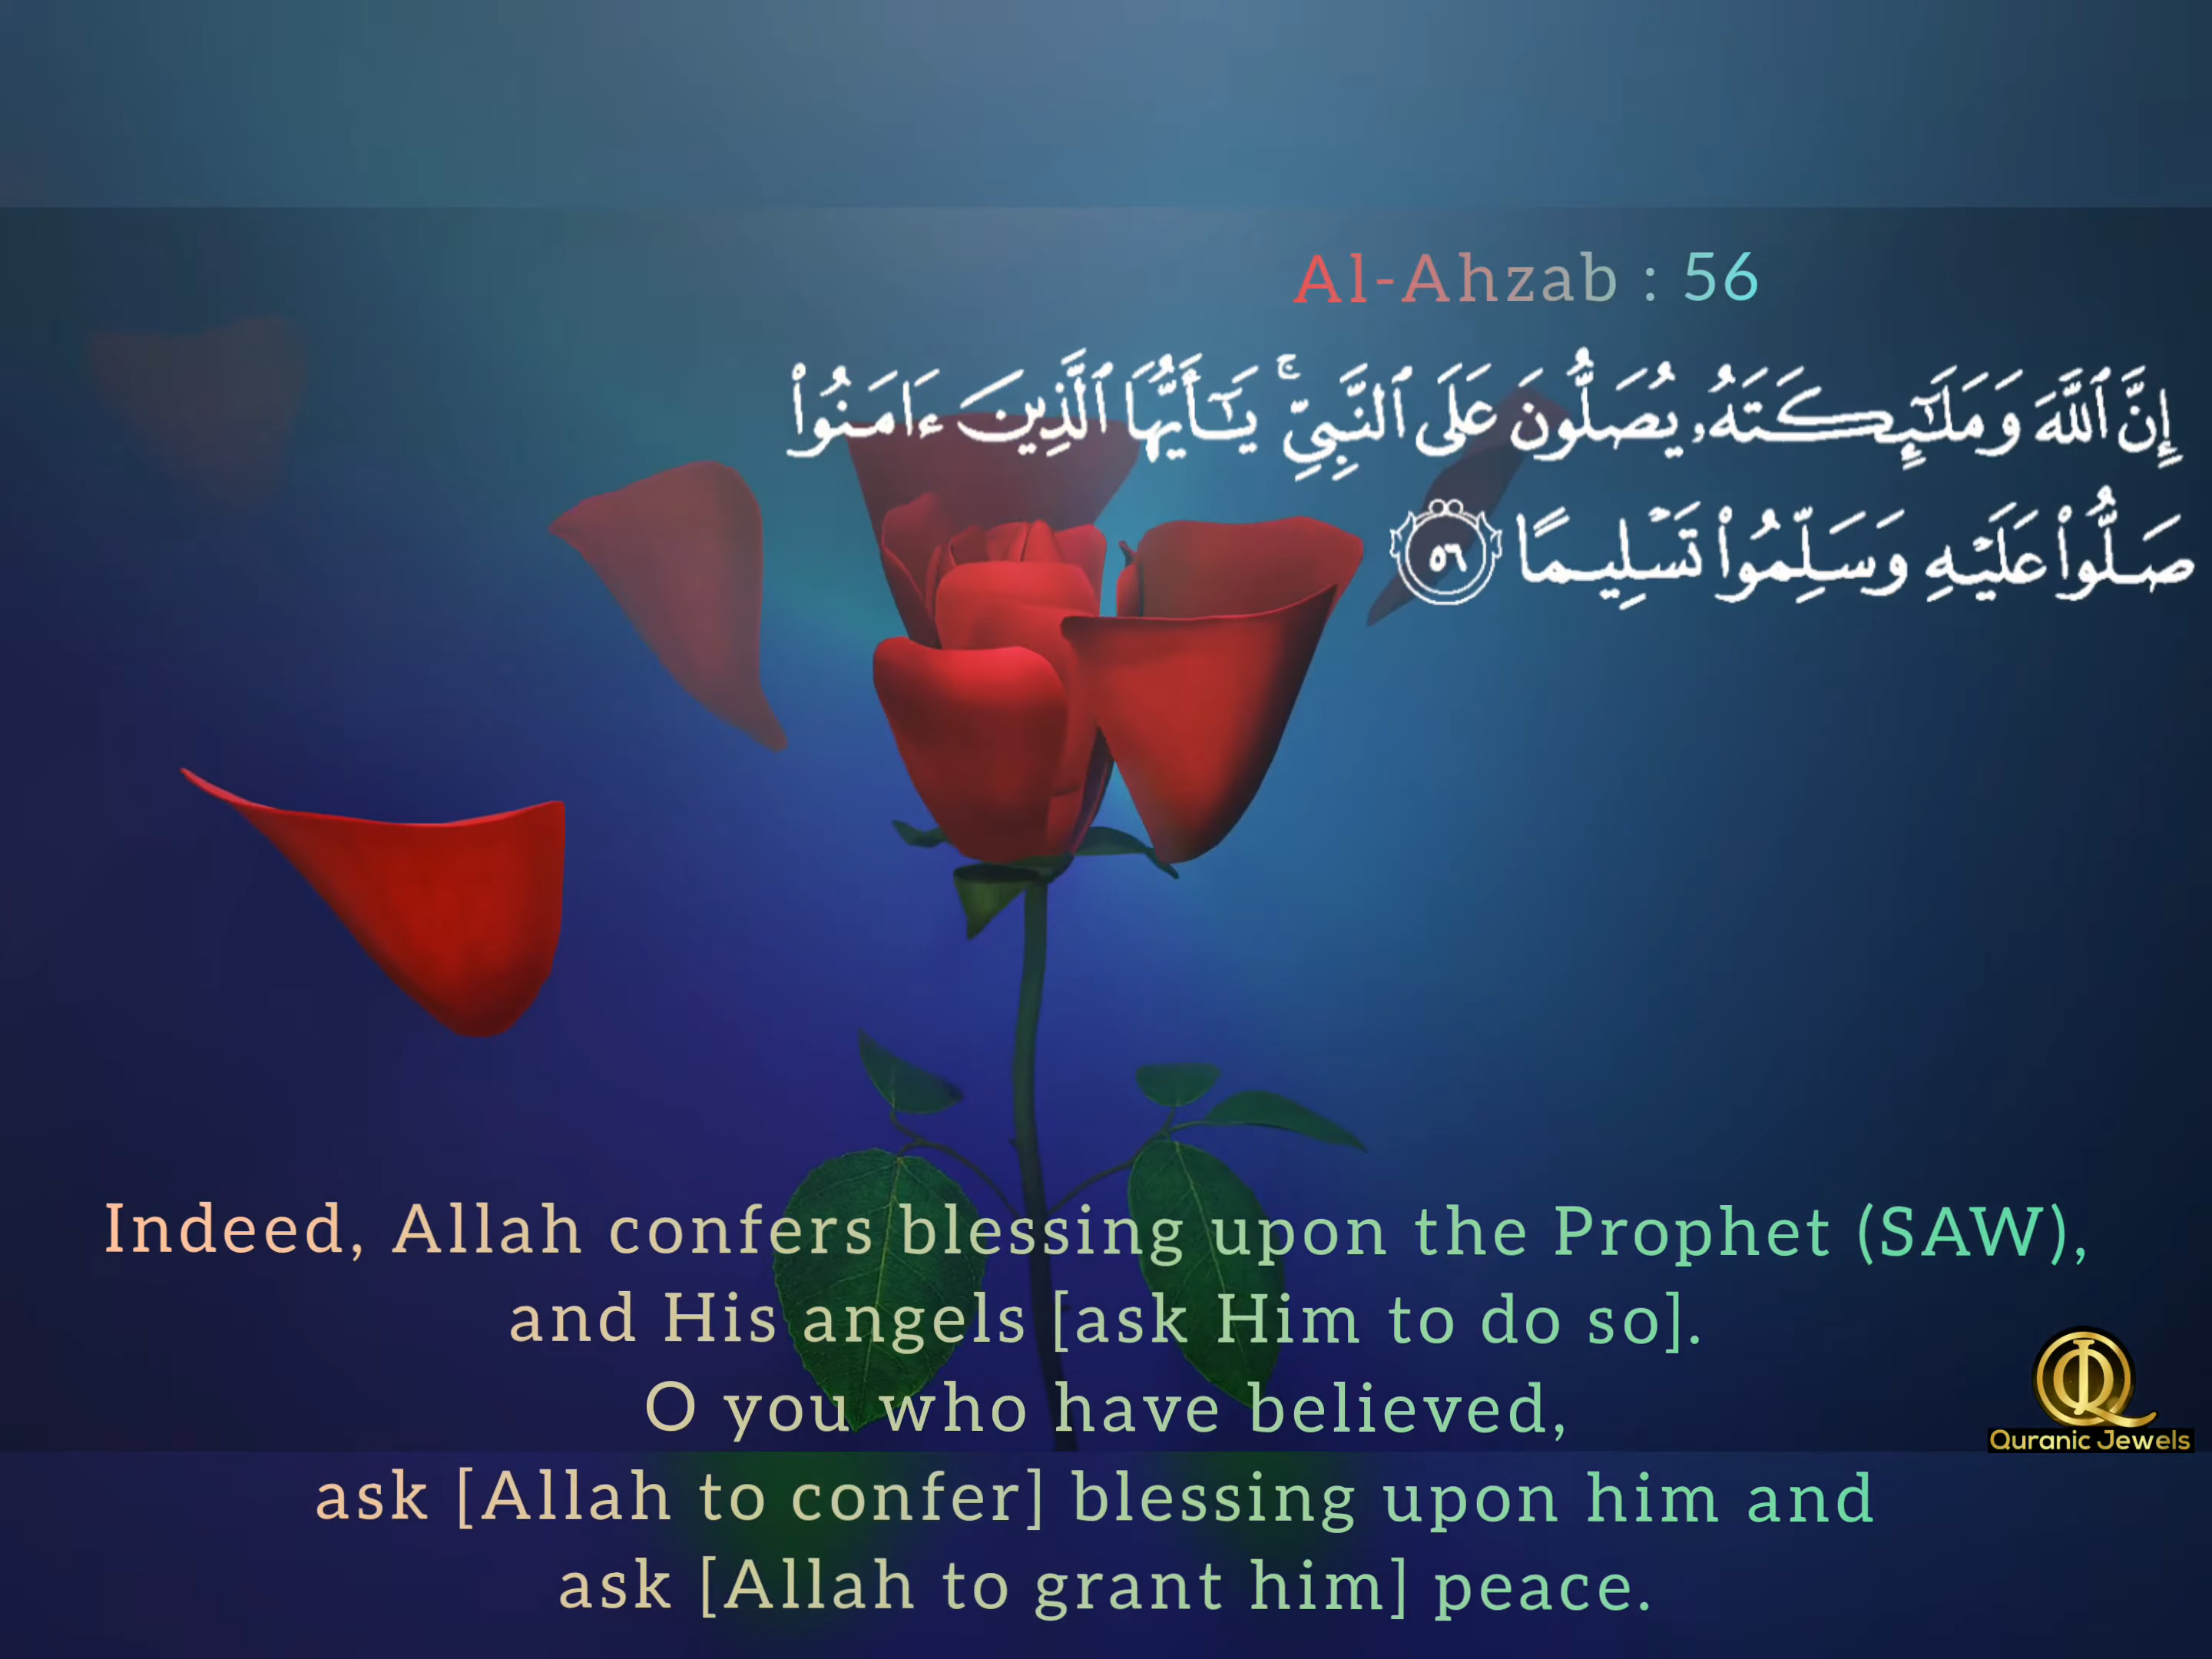 Al-Ahzab : 56
إِنَّ ٱللَّهَ وَمَلَٰٓئِكَتَهُۥ يُصَلُّونَ عَلَى ٱلنَّبِيِّ ۚ يَٰٓأَيُّهَا ٱلَّذِينَ ءَامَنُوا۟
صَلُّوا۟ عَلَيْهِ وَسَلِّمُوا۟ تَسْلِيمًا ٥٦
Indeed, Allah confers blessing upon the Prophet (SAW),
and His angels [ask Him to do so].
O you who have believed,
ask [Allah to confer] blessing upon him and
ask [Allah to grant him] peace.
Quranic Jewels